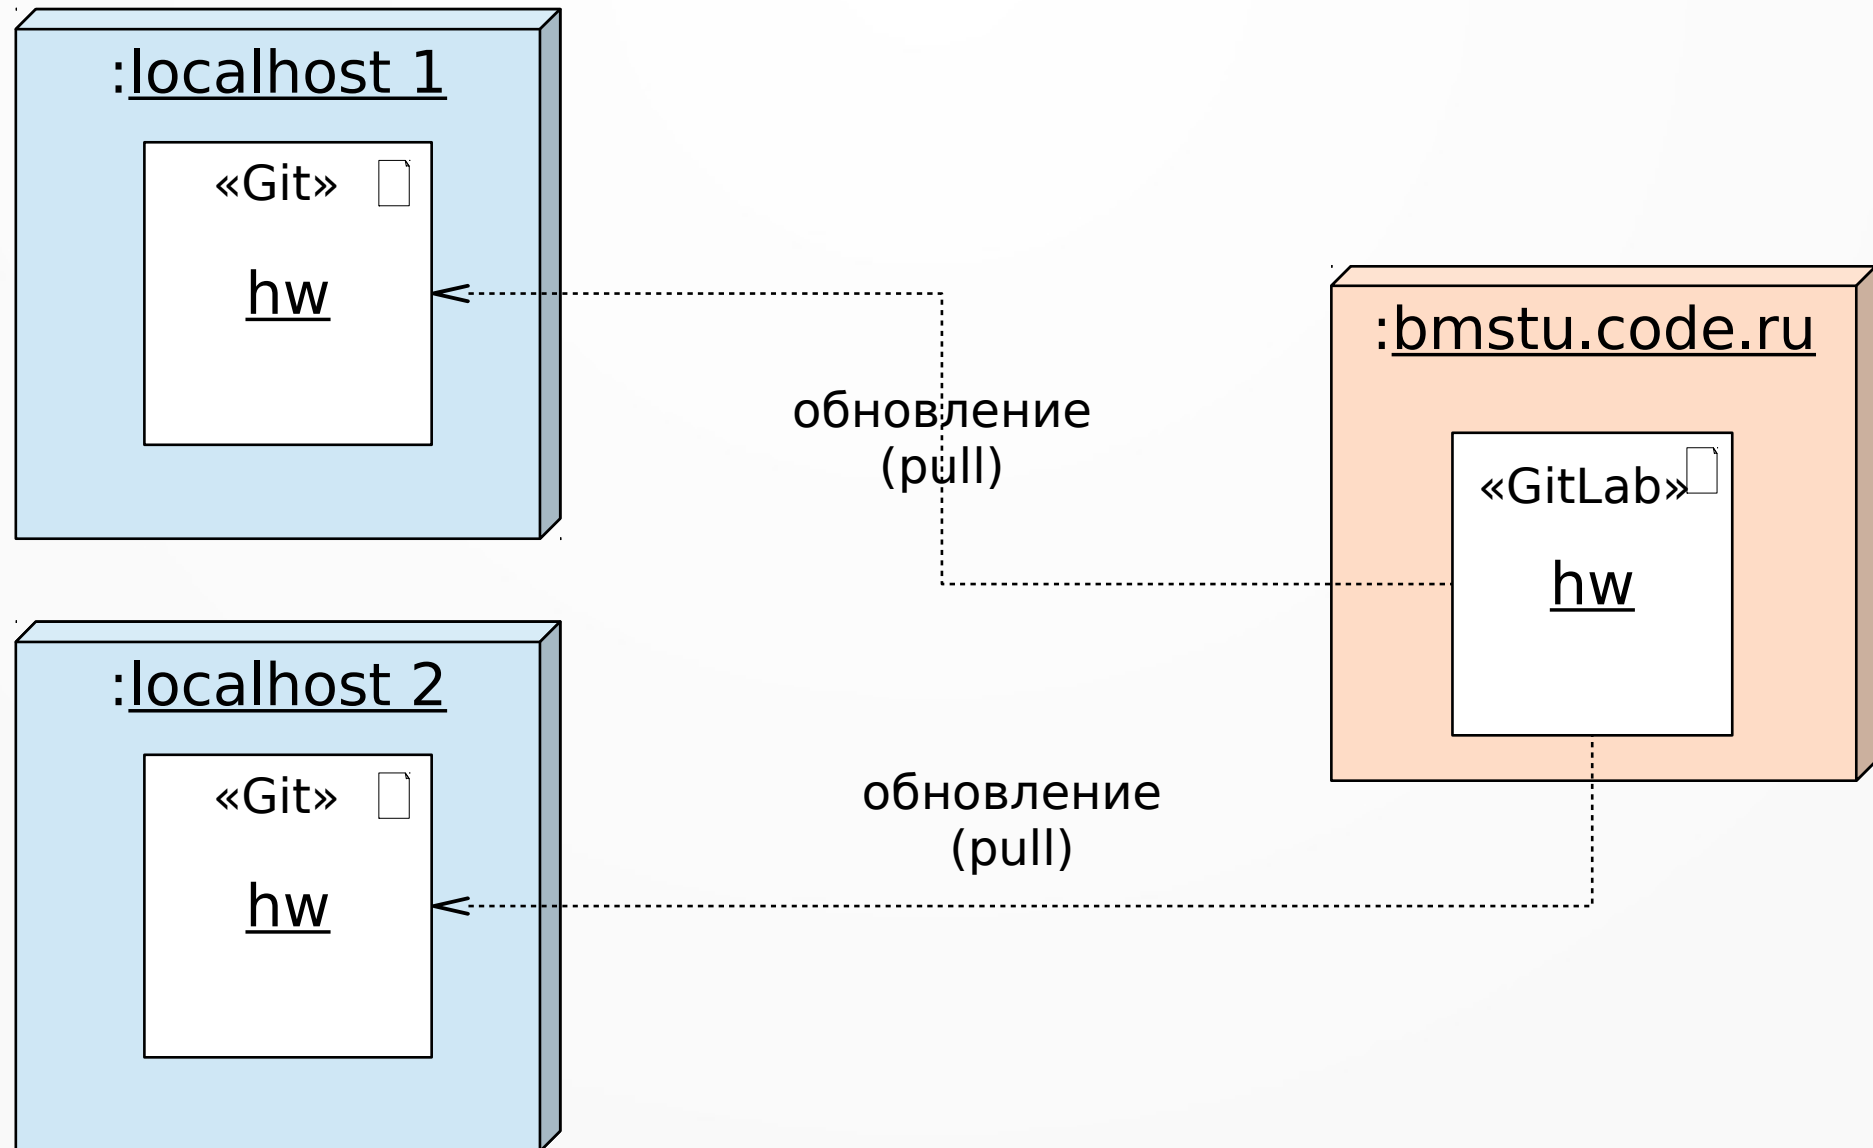 :localhost 1
«Git»
hw
обновление
(pull)
:bmstu.code.ru
«GitLab»
hw
:localhost 2
«Git»
hw
обновление
(pull)